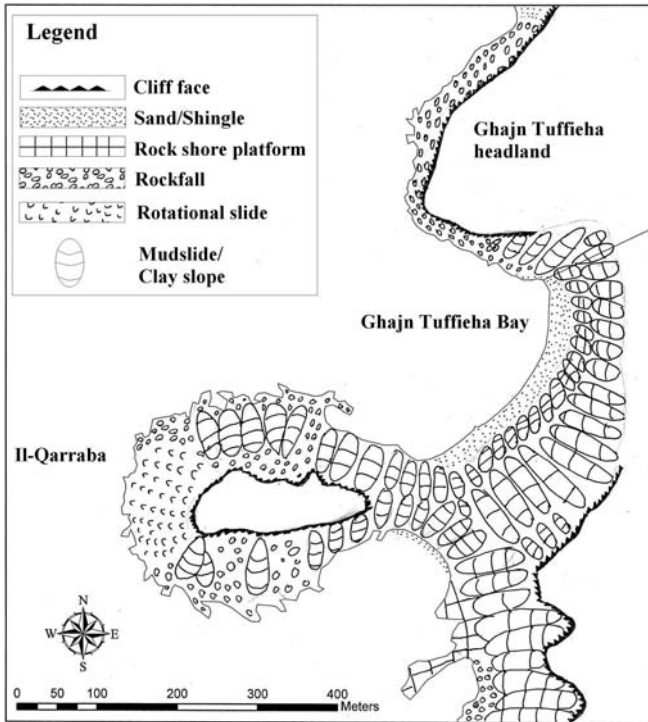 Legend
Cliff face
Sand/Shingle
Rock shore platform
Rockfall
Rotational slide
Mudslide/
Clay slope
Ghajn Tuffieha
headland
Ghajn Tuffieha Bay
Il-Qarraba
N
W E
S
0 50 100 200 300 400
Meters